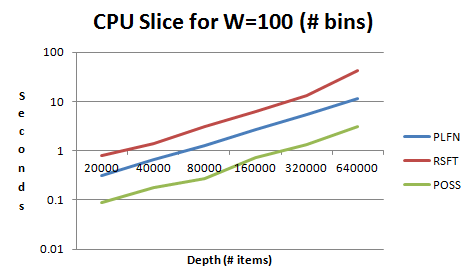 CPU Slice for W=100 (# bins)
100
10
1
0.1
0.01
Seconds
20000 40000 80000 160000 320000 640000
Depth (# items)
PLFN
RSFT
POSS